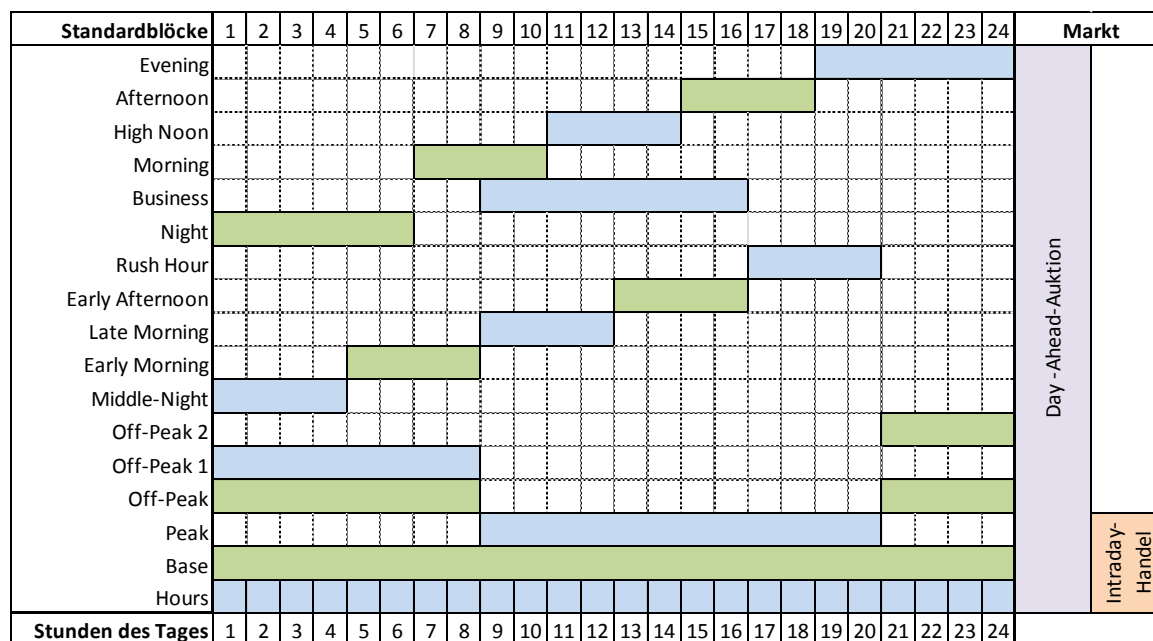 Standardblöcke 1 2 3 4 5 6 7 8 9 10 11 12 13 14 15 16 17 18 19 20 21 22 23 24 Markt
Evening
Afternoon
High Noon
Morning
Business
Night
Rush Hour
Early Afternoon
Late Morning
Early Morning
Middle-Night
Off-Peak 2
Off-Peak 1
Off-Peak
Peak
Base
Hours
Day -Ahead-Auktion
Intraday-
Handel
Stunden des Tages 1 2 3 4 5 6 7 8 9 10 11 12 13 14 15 16 17 18 19 20 21 22 23 24